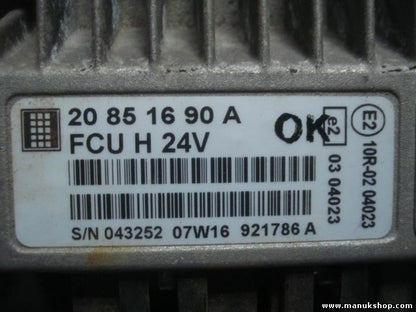 20 85 16 90 A
FCU H 24V
OK
e2
03 04023
E2 10R-02 04023
S/N 043252 07W16 921786 A
www.manukshop.com